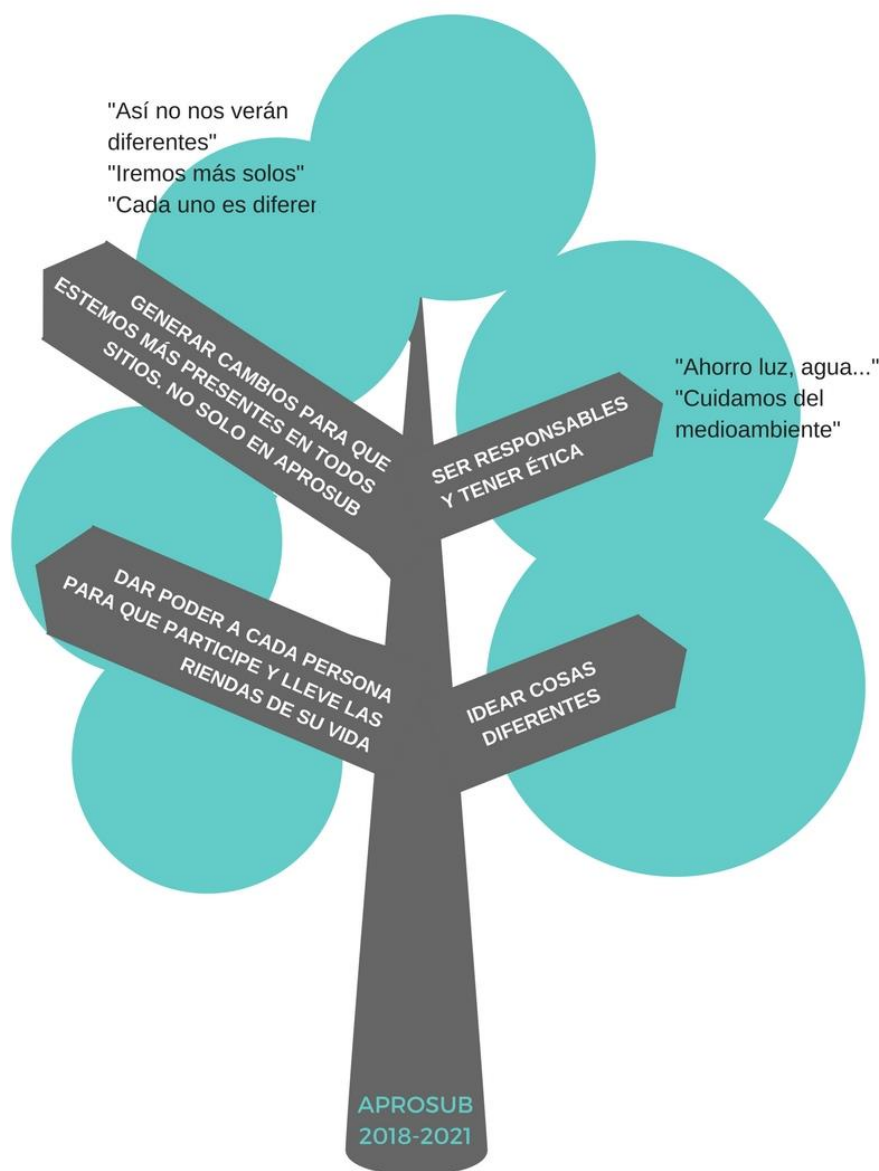 "Así no nos verán
diferentes"
"Iremos más solos"
"Cada uno es diferer
GENERAR CAMBIOS PARA QUE
ESTEMOS MÁS PRESENTES EN TODOS
SITIOS. NO SOLO EN APROSUB
"Ahorro luz, agua..."
"Cuidamos del
medioambiente"
SER RESPONSABLES
Y TENER ÉTICA
DAR PODER A CADA PERSONA
PARA QUE PARTICIPE Y LLEVE LAS
RIENDAS DE SU VIDA
IDEAR COSAS
DIFERENTES
APROSUB
2018-2021